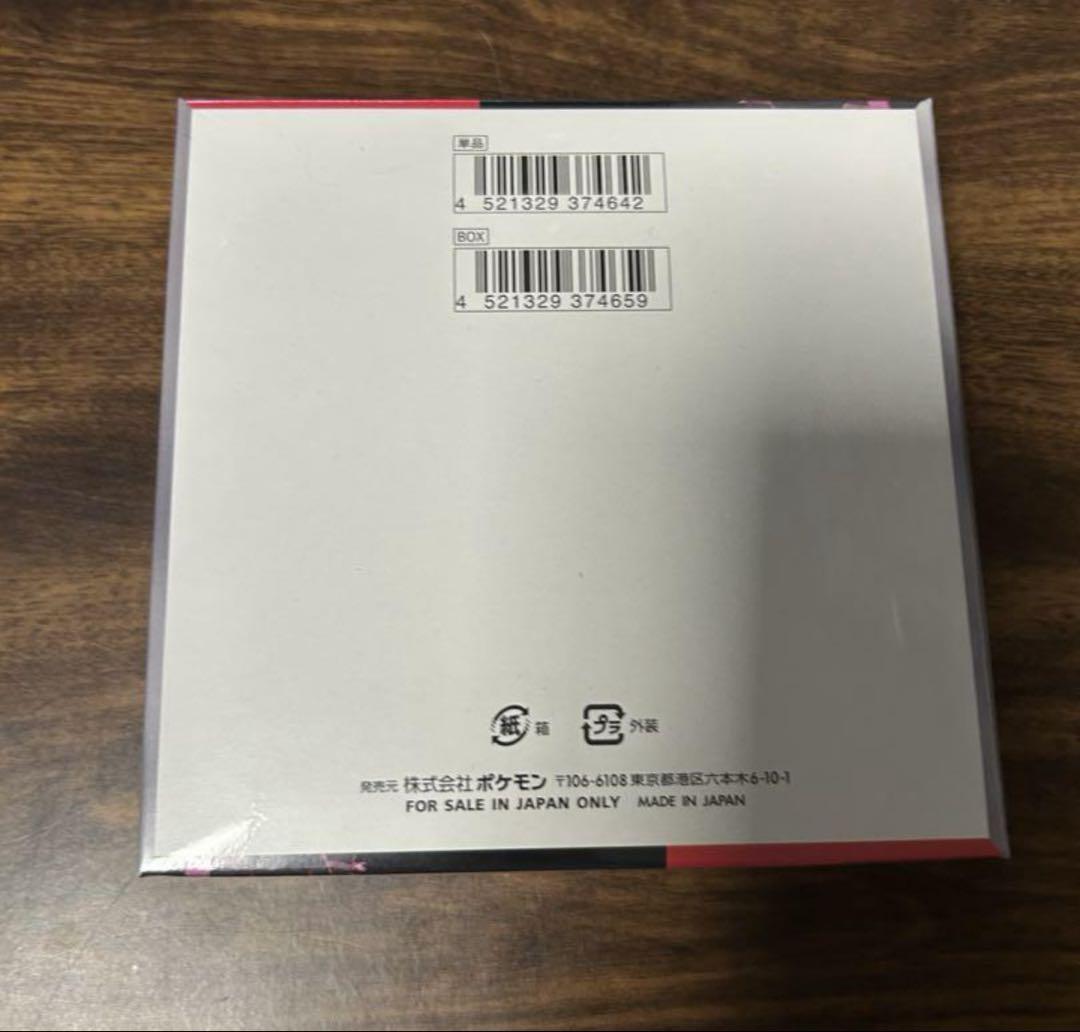 単品
4 521329 374642
BOX
4 521329 374659
紙 箱 プラ 外装
発売元 株式会社ポケモン 〒106-6108 東京都港区六本木6-10-1
FOR SALE IN JAPAN ONLY MADE IN JAPAN